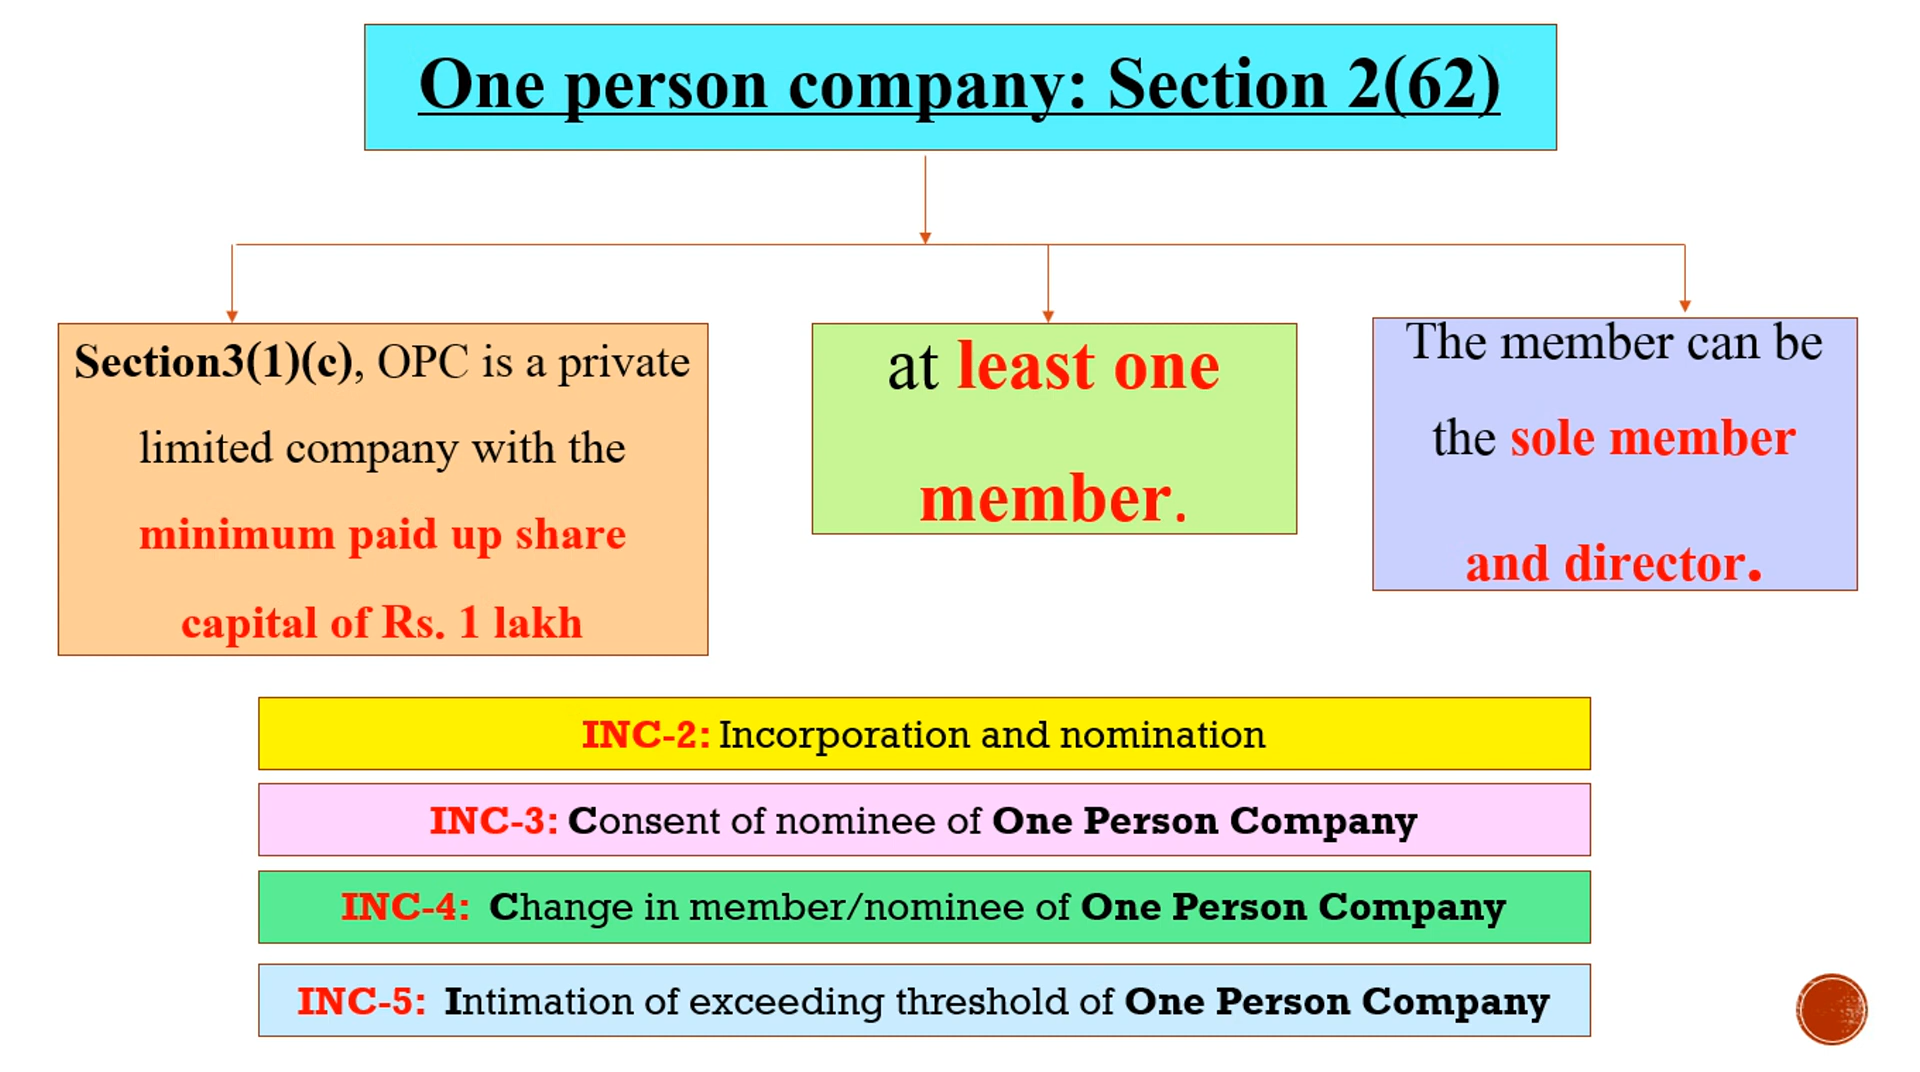 One person company: Section 2(62)
Section3(1)(c), OPC is a private
limited company with the
minimum paid up share
capital of Rs. 1 lakh
at least one
member.
The member can be
the sole member
and director.
INC-2: Incorporation and nomination
INC-3: Consent of nominee of One Person Company
INC-4: Change in member/nominee of One Person Company
INC-5: Intimation of exceeding threshold of One Person Company